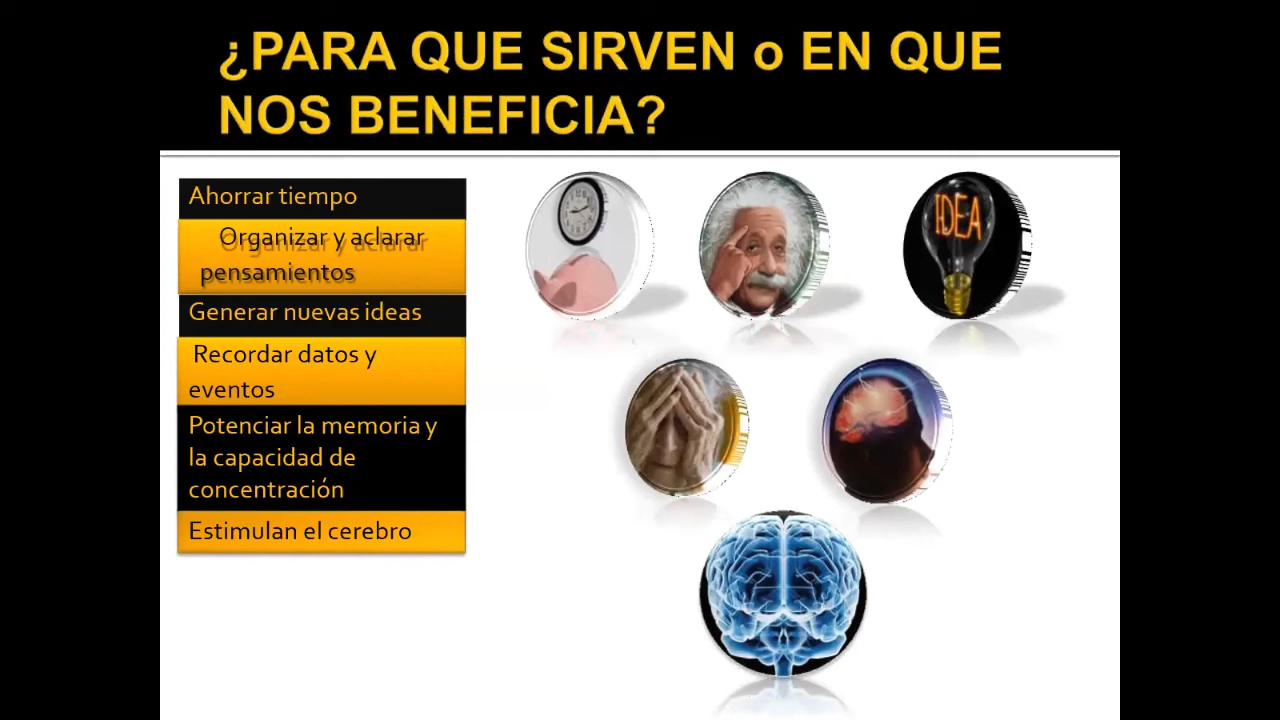 ¿PARA QUE SIRVEN o EN QUE
NOS BENEFICIA?
Ahorrar tiempo
Organizar y aclarar
pensamientos
Generar nuevas ideas
Recordar datos y
eventos
Potenciar la memoria y
la capacidad de
concentración
Estimulan el cerebro
IDEA